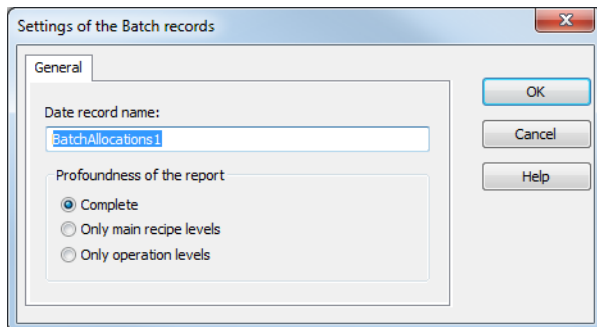 Settings of the Batch records
General
Date record name:
BatchAllocations1
Profoundness of the report
Complete
Only main recipe levels
Only operation levels
OK
Cancel
Help